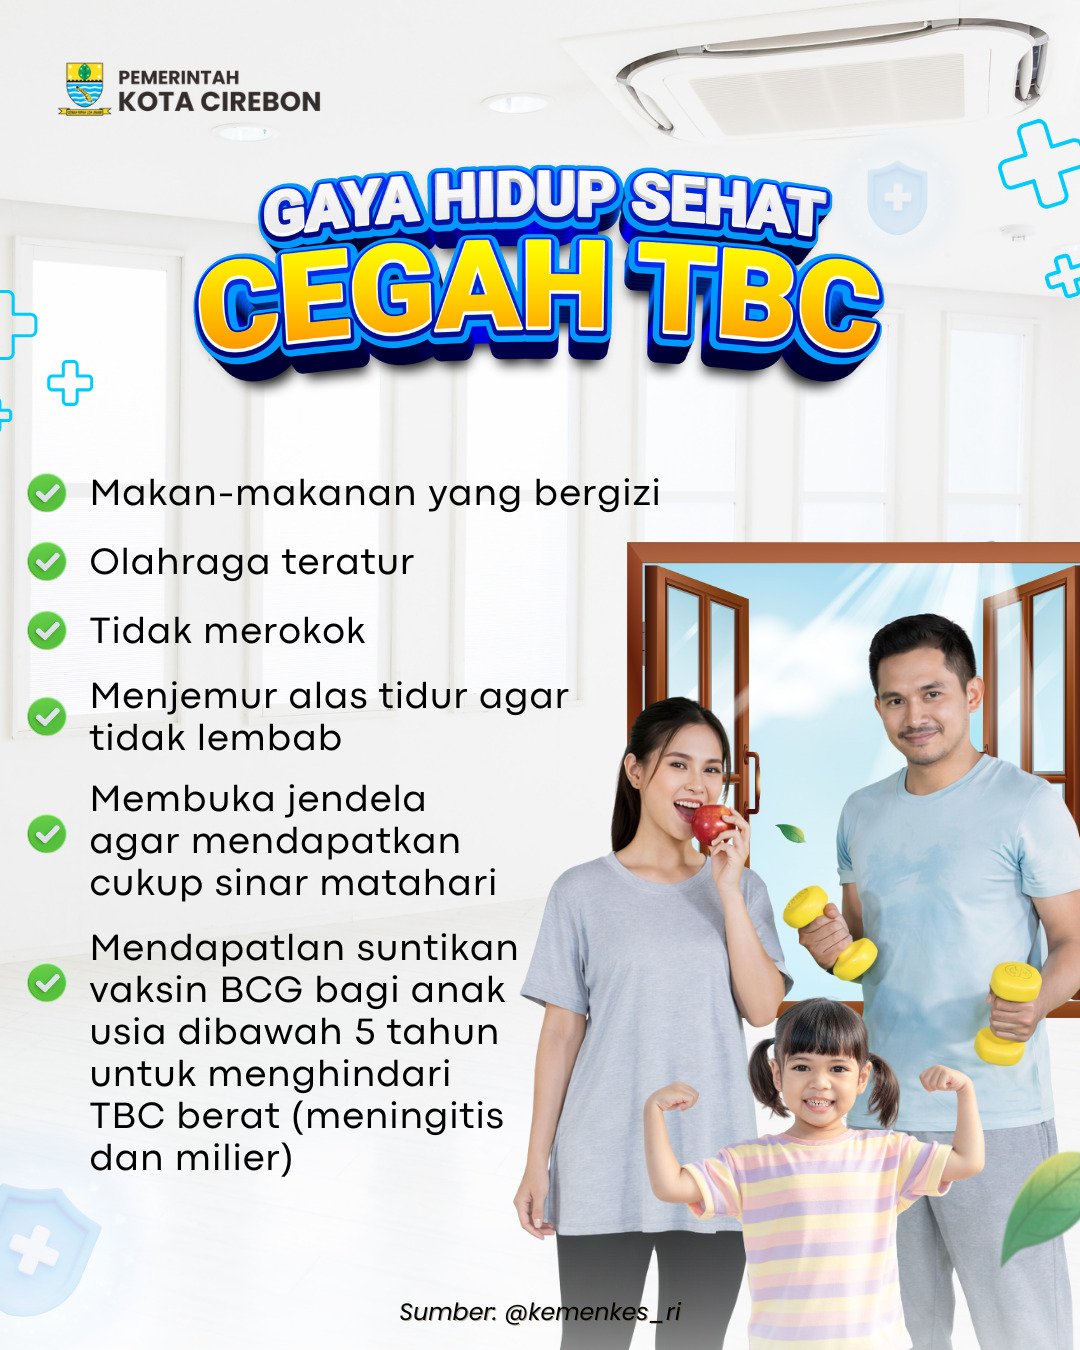 PEMERINTAH
KOTA CIREBON
GAYA HIDUP SEHAT
CEGAH TBC
Makan-makanan yang bergizi
Olahraga teratur
Tidak merokok
Menjemur alas tidur agar
tidak lembab
Membuka jendela
agar mendapatkan
cukup sinar matahari
Mendapatlan suntikan
vaksin BCG bagi anak
usia dibawah 5 tahun
untuk menghindari
TBC berat (meningitis
dan milier)
Sumber: @kemenkes_ri